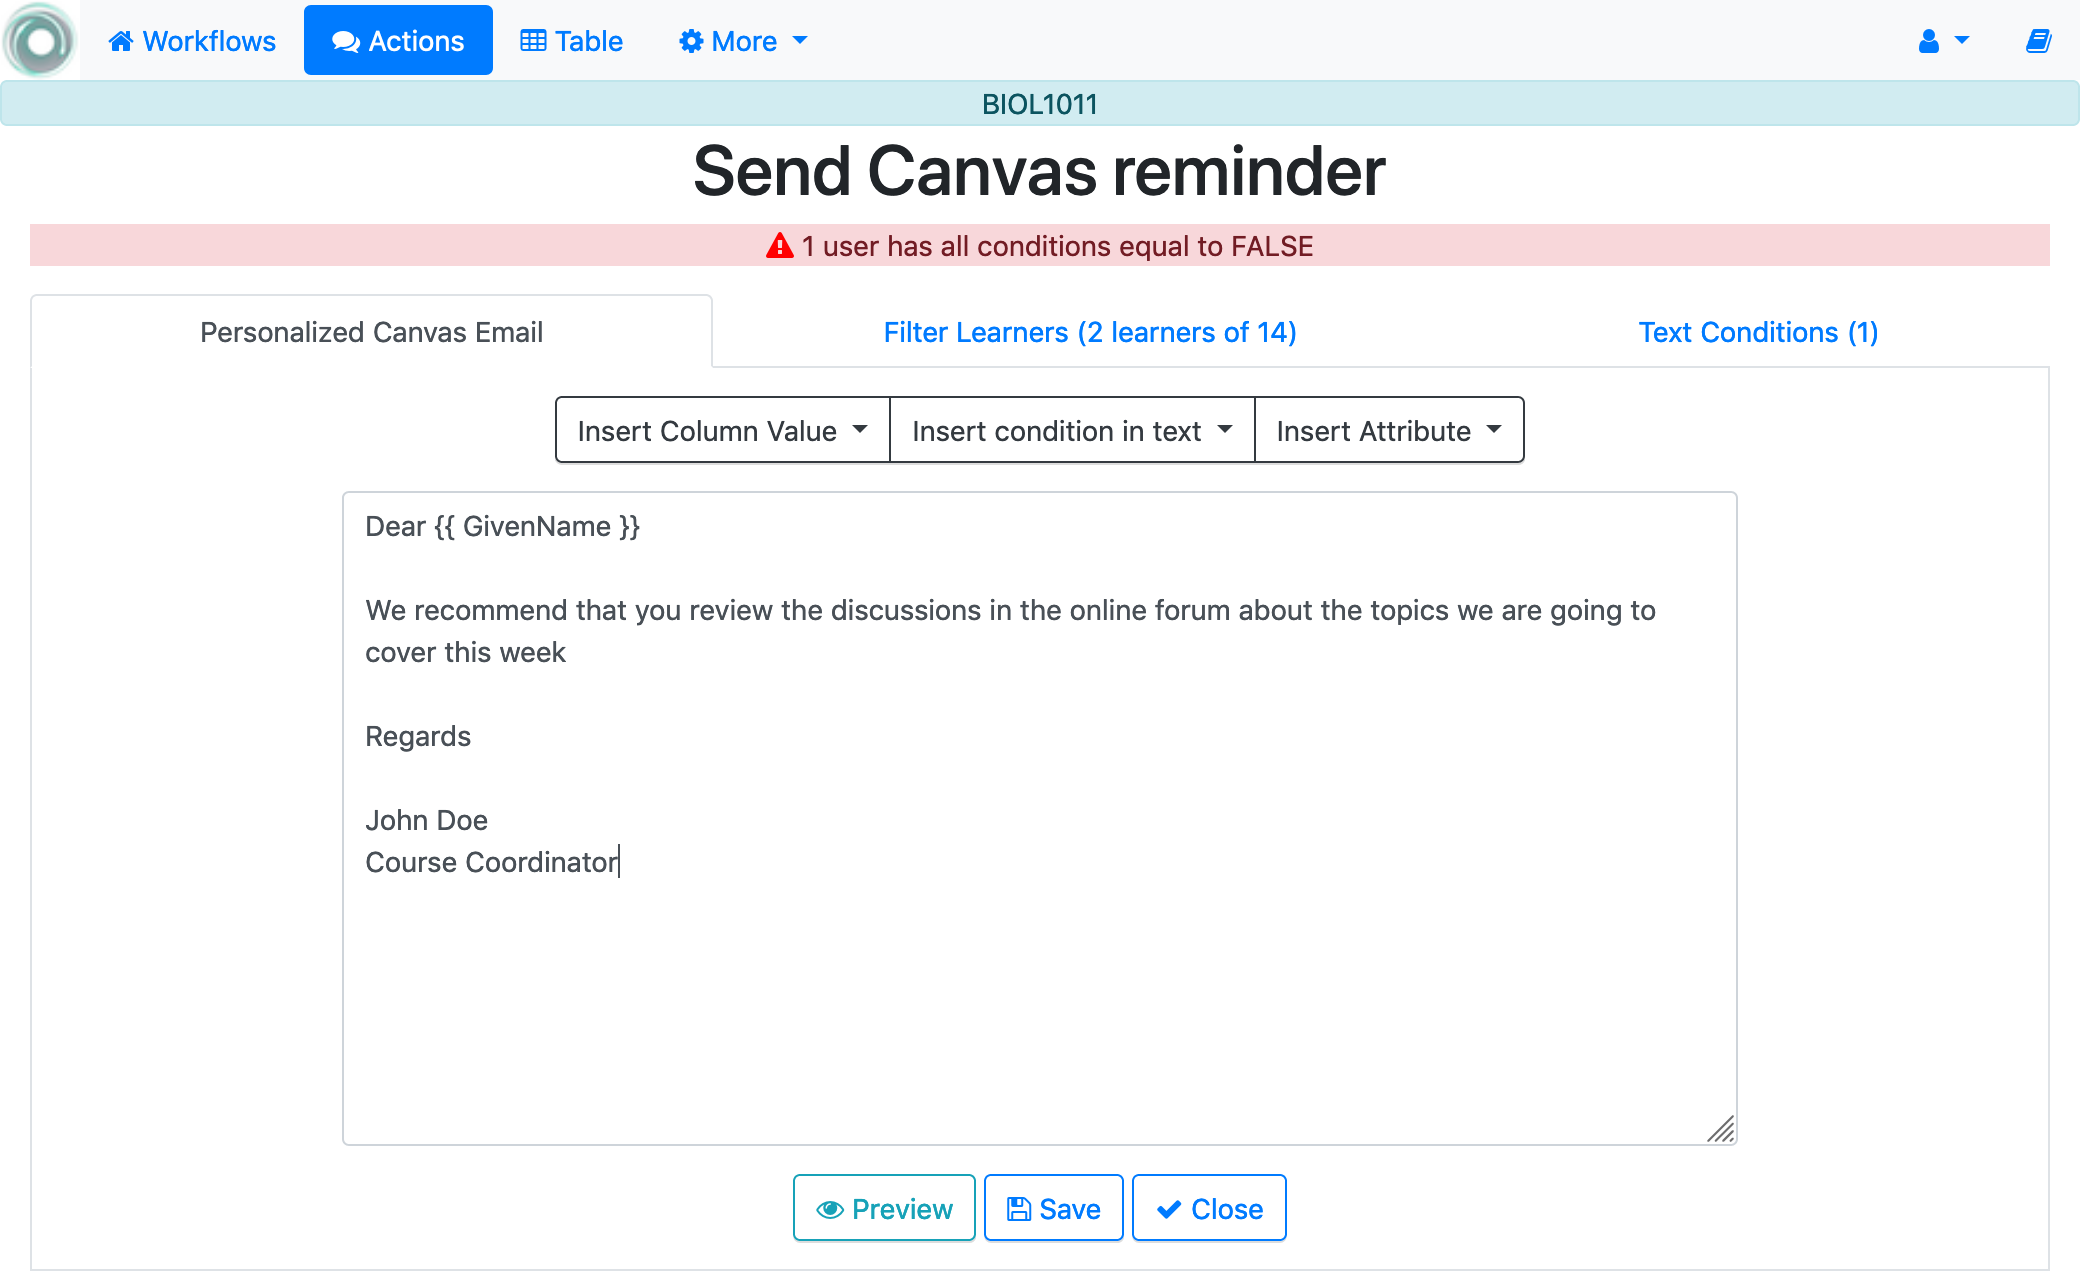 Workflows Actions Table More
BIOL1011
Send Canvas reminder
1 user has all conditions equal to FALSE
Personalized Canvas Email Filter Learners (2 learners of 14) Text Conditions (1)
Insert Column Value Insert condition in text Insert Attribute
Dear {{ GivenName }}
We recommend that you review the discussions in the online forum about the topics we are going to
cover this week
Regards
John Doe
Course Coordinator
Preview Save Close